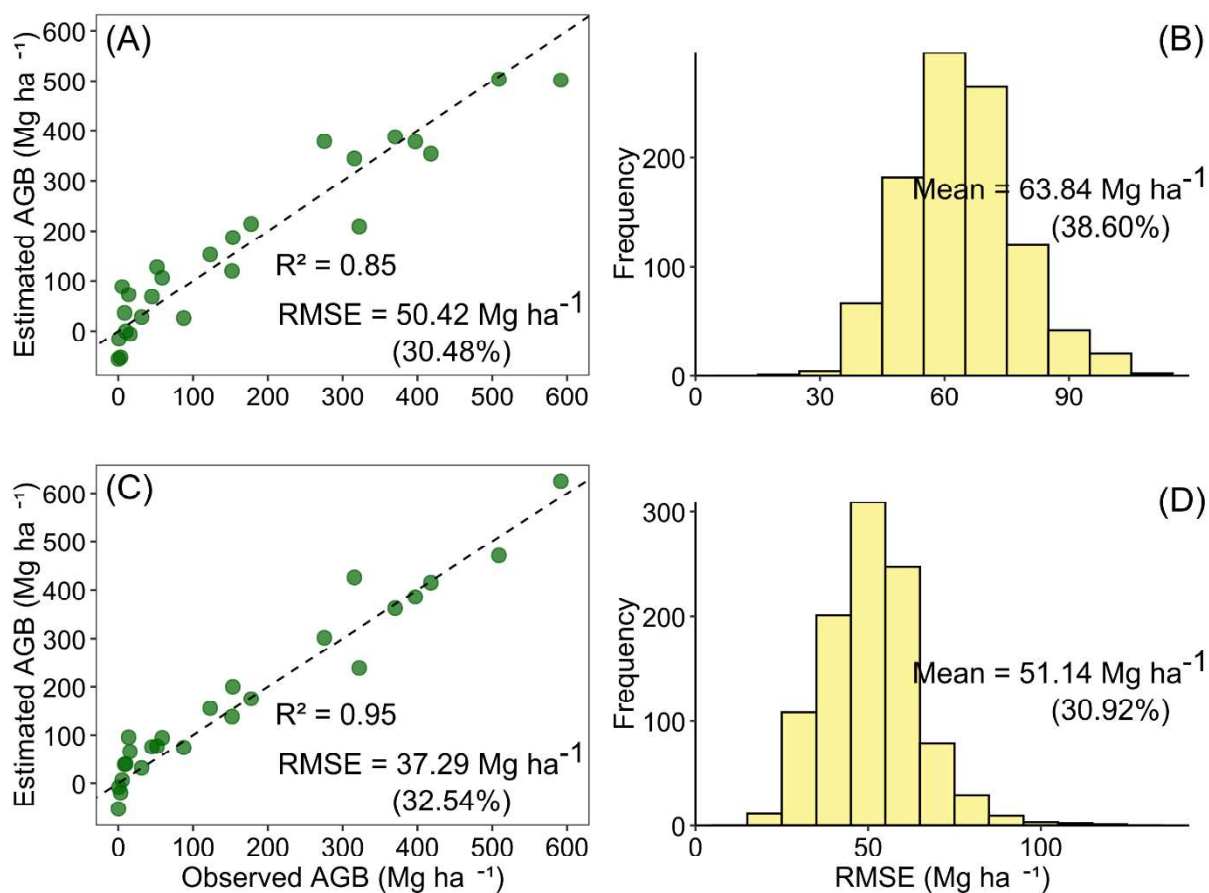 (A)
Estimated AGB (Mg ha ⁻¹)
600
500
400
300
200
100
0
R² = 0.85
RMSE = 50.42 Mg ha⁻¹
(30.48%)
0 100 200 300 400 500 600
(B)
Frequency
200
100
0
Mean = 63.84 Mg ha⁻¹
(38.60%)
0 30 60 90
(C)
Estimated AGB (Mg ha ⁻¹)
600
500
400
300
200
100
0
R² = 0.95
RMSE = 37.29 Mg ha⁻¹
(32.54%)
0 100 200 300 400 500 600
Observed AGB (Mg ha ⁻¹)
(D)
Frequency
300
200
100
0
Mean = 51.14 Mg ha⁻¹
(30.92%)
0 50 100
RMSE (Mg ha ⁻¹)